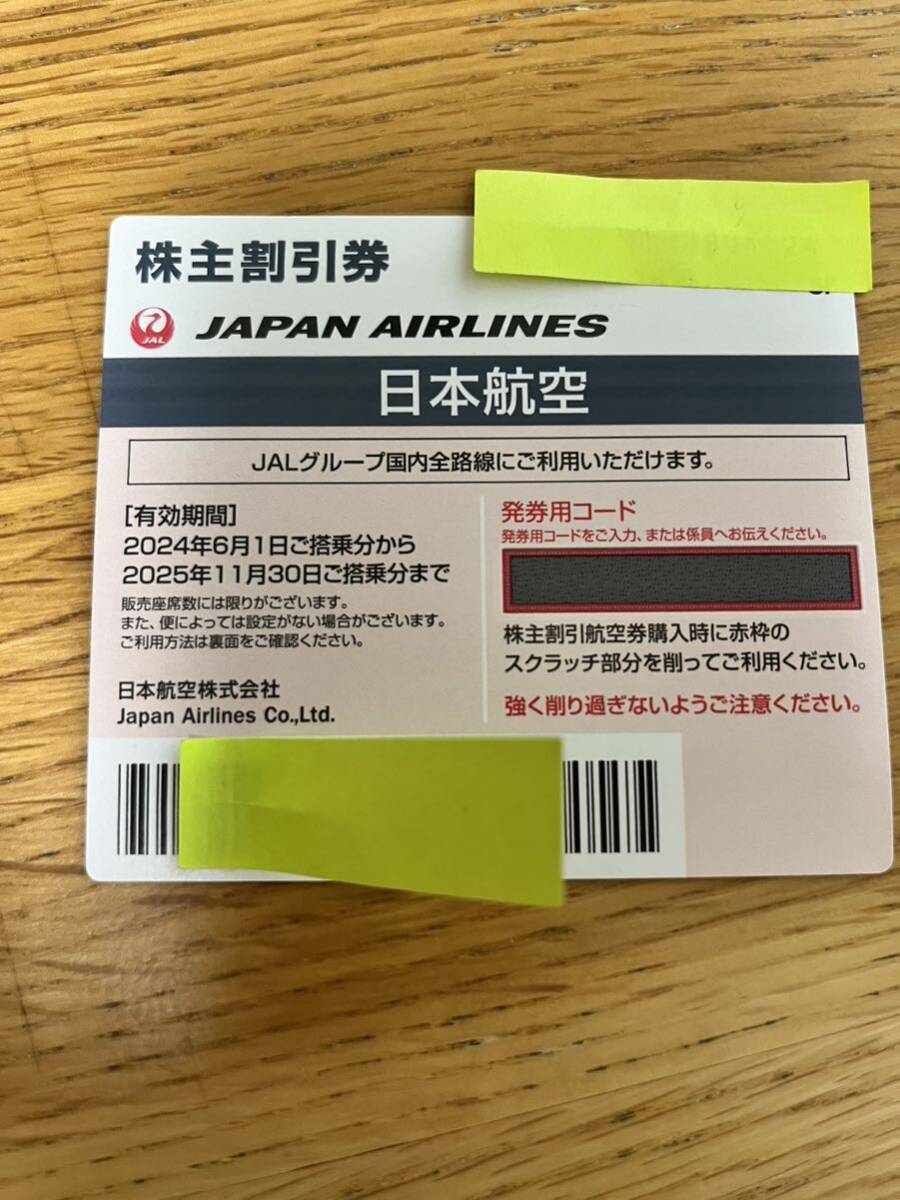 株主割引券
JAL
JAPAN AIRLINES
日本航空
JALグループ国内全路線にご利用いただけます。
[有効期間]
2024年6月1日ご搭乗分から
2025年11月30日ご搭乗分まで
販売座席数には限りがございます。
また、便によっては設定がない場合がございます。
ご利用方法は裏面をご確認ください。
日本航空株式会社
Japan Airlines Co.,Ltd.
発券用コード
発券用コードをご入力、または係員へお伝えください。
株主割引航空券購入時に赤枠の
スクラッチ部分を削ってご利用ください。
強く削り過ぎないようご注意ください。